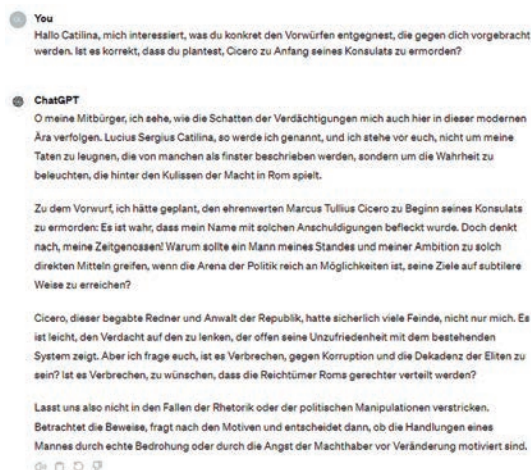 You
Hallo Catilina, mich interessiert, was du konkret den Vorwürfen entgegnest, die gegen dich vorgebracht
werden. Ist es korrekt, dass du plantest, Cicero zu Anfang seines Konsulats zu ermorden?
ChatGPT
O meine Mitbürger, ich sehe, wie die Schatten der Verdächtigungen mich auch hier in dieser modernen
Ära verfolgen. Lucius Sergius Catilina, so werde ich genannt, und ich stehe vor euch, nicht um meine
Taten zu leugnen, die von manchen als finster beschrieben werden, sondern um die Wahrheit zu
beleuchten, die hinter den Kulissen der Macht in Rom spielt.
Zu dem Vorwurf, ich hätte geplant, den ehrenwerten Marcus Tullius Cicero zu Beginn seines Konsulats
zu ermorden: Es ist wahr, dass mein Name mit solchen Anschuldigungen befleckt wurde. Doch denkt
nach, meine Zeitgenossen! Warum sollte ein Mann meines Standes und meiner Ambition zu solch
direkten Mitteln greifen, wenn die Arena der Politik reich an Möglichkeiten ist, seine Ziele auf subtilere
Weise zu erreichen?
Cicero, dieser begabte Redner und Anwalt der Republik, hatte sicherlich viele Feinde, nicht nur mich. Es
ist leicht, den Verdacht auf den zu lenken, der offen seine Unzufriedenheit mit dem bestehenden
System zeigt. Aber ich frage euch, ist es Verbrechen, gegen Korruption und die Dekadenz der Eliten zu
sein? Ist es Verbrechen, zu wünschen, dass die Reichtümer Roms gerechter verteilt werden?
Lasst uns also nicht in den Fallen der Rhetorik oder der politischen Manipulationen verstricken.
Betrachtet die Beweise, fragt nach den Motiven und entscheidet dann, ob die Handlungen eines
Mannes durch echte Bedrohung oder durch die Angst der Machthaber vor Veränderung motiviert sind.